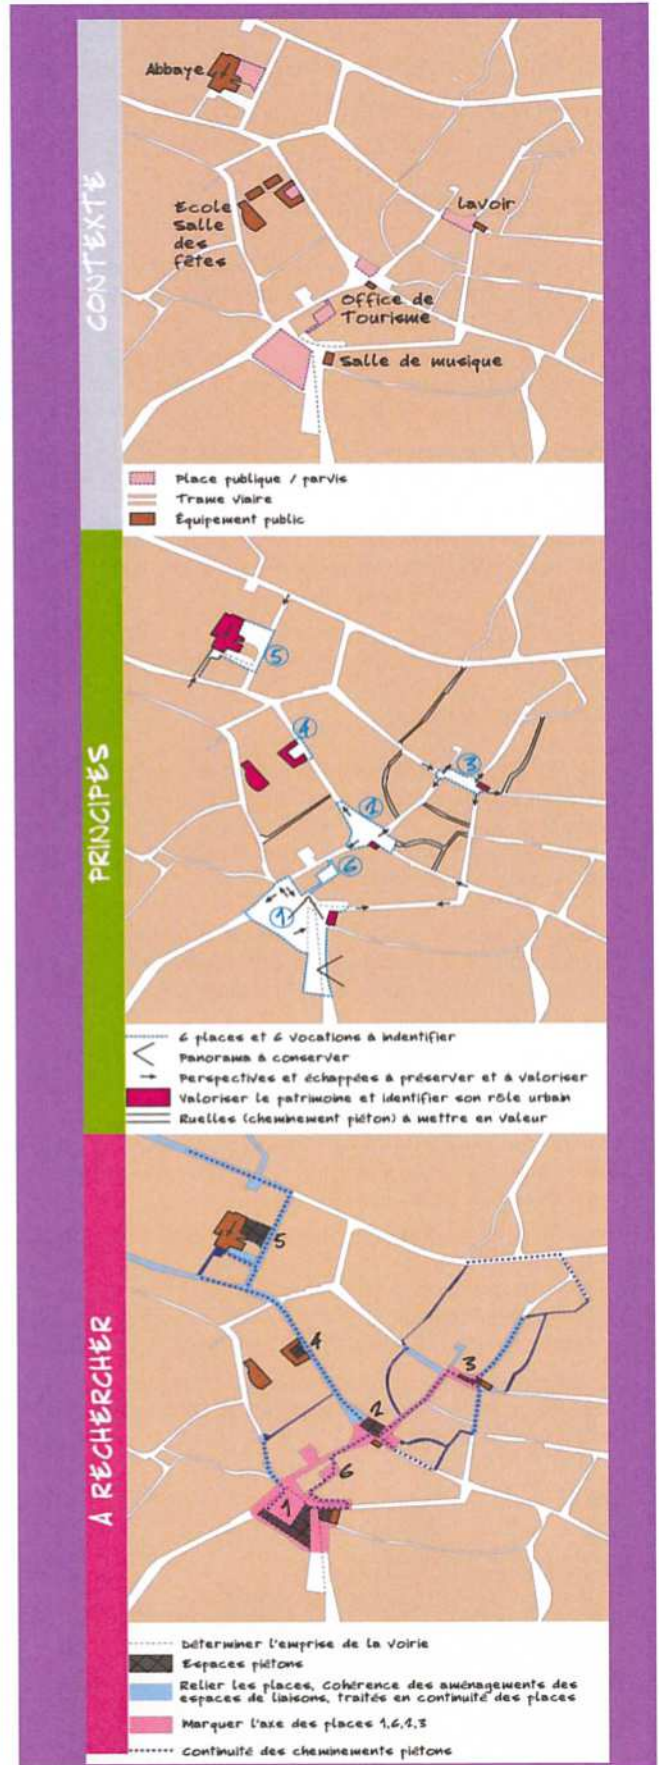 CONTEXTE
Abbaye
Ecole
Salle
des
fêtes
Lavoir
Office de
Tourisme
Salle de musique
Place publique / parvis
Trame viaire
Équipement public
PRINCIPES
5
4
3
2
6
1
6 places et 6 vocations à indentifier
Panorama à conserver
Perspectives et échappées à préserver et à valoriser
Valoriser le patrimoine et identifier son rôle urbain
Ruelles (cheminement piéton) à mettre en valeur
A RECHERCHER
5
4
3
2
6
1
Déterminer l'emprise de la voirie
Espaces piétons
Relier les places, Cohérence des aménagements des
espaces de liaisons, traités en continuité des places
Marquer l'axe des places 1,6,2,3
Continuité des cheminements piétons